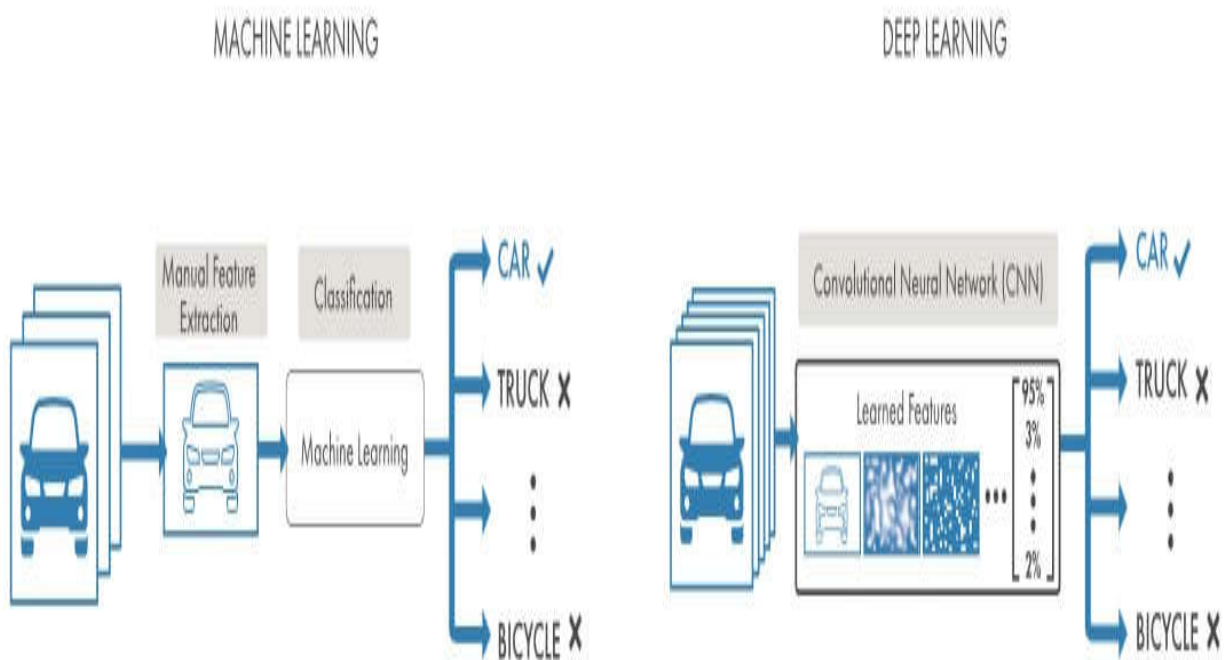 MACHINE LEARNING
Manual Feature
Extraction
Classification
Machine Learning
CAR
TRUCK
BICYCLE
DEEP LEARNING
Convolutional Neural Network (CNN)
Learned Features
95%
3%
2%
CAR
TRUCK
BICYCLE